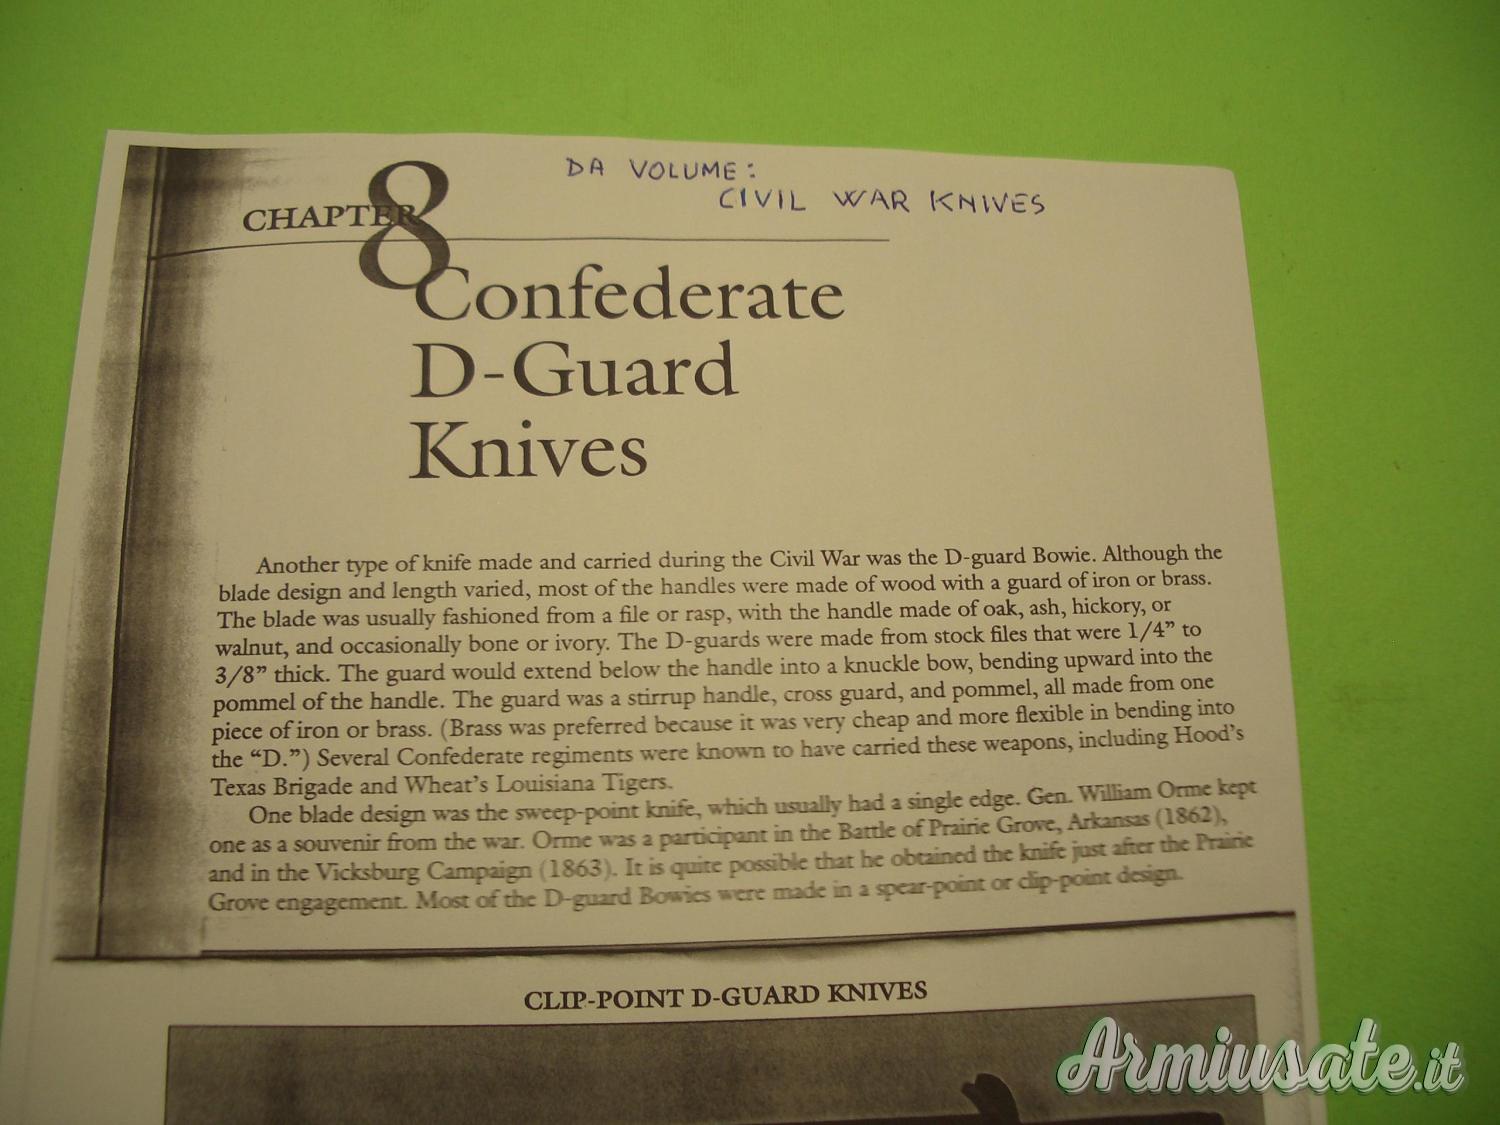 DA VOLUME:
CIVIL WAR KNIVES
CHAPTER 8
Confederate
D-Guard
Knives
Another type of knife made and carried during the Civil War was the D-guard Bowie. Although the
blade design and length varied, most of the handles were made of wood with a guard of iron or brass.
The blade was usually fashioned from a file or rasp, with the handle made of oak, ash, hickory, or
walnut, and occasionally bone or ivory. The D-guards were made from stock files that were 1/4” to
3/8” thick. The guard would extend below the handle into a knuckle bow, bending upward into the
pommel of the handle. The guard was a stirrup handle, cross guard, and pommel, all made from one
piece of iron or brass. (Brass was preferred because it was very cheap and more flexible in bending into
the “D.”) Several Confederate regiments were known to have carried these weapons, including Hood’s
Texas Brigade and Wheat’s Louisiana Tigers.
One blade design was the sweep-point knife, which usually had a single edge. Gen. William Orme kept
one as a souvenir from the war. Orme was a participant in the Battle of Prairie Grove, Arkansas (1862),
and in the Vicksburg Campaign (1863). It is quite possible that he obtained the knife just after the Prairie
Grove engagement. Most of the D-guard Bowies were made in a spear-point or clip-point design.
CLIP-POINT D-GUARD KNIVES
Armiusate.it